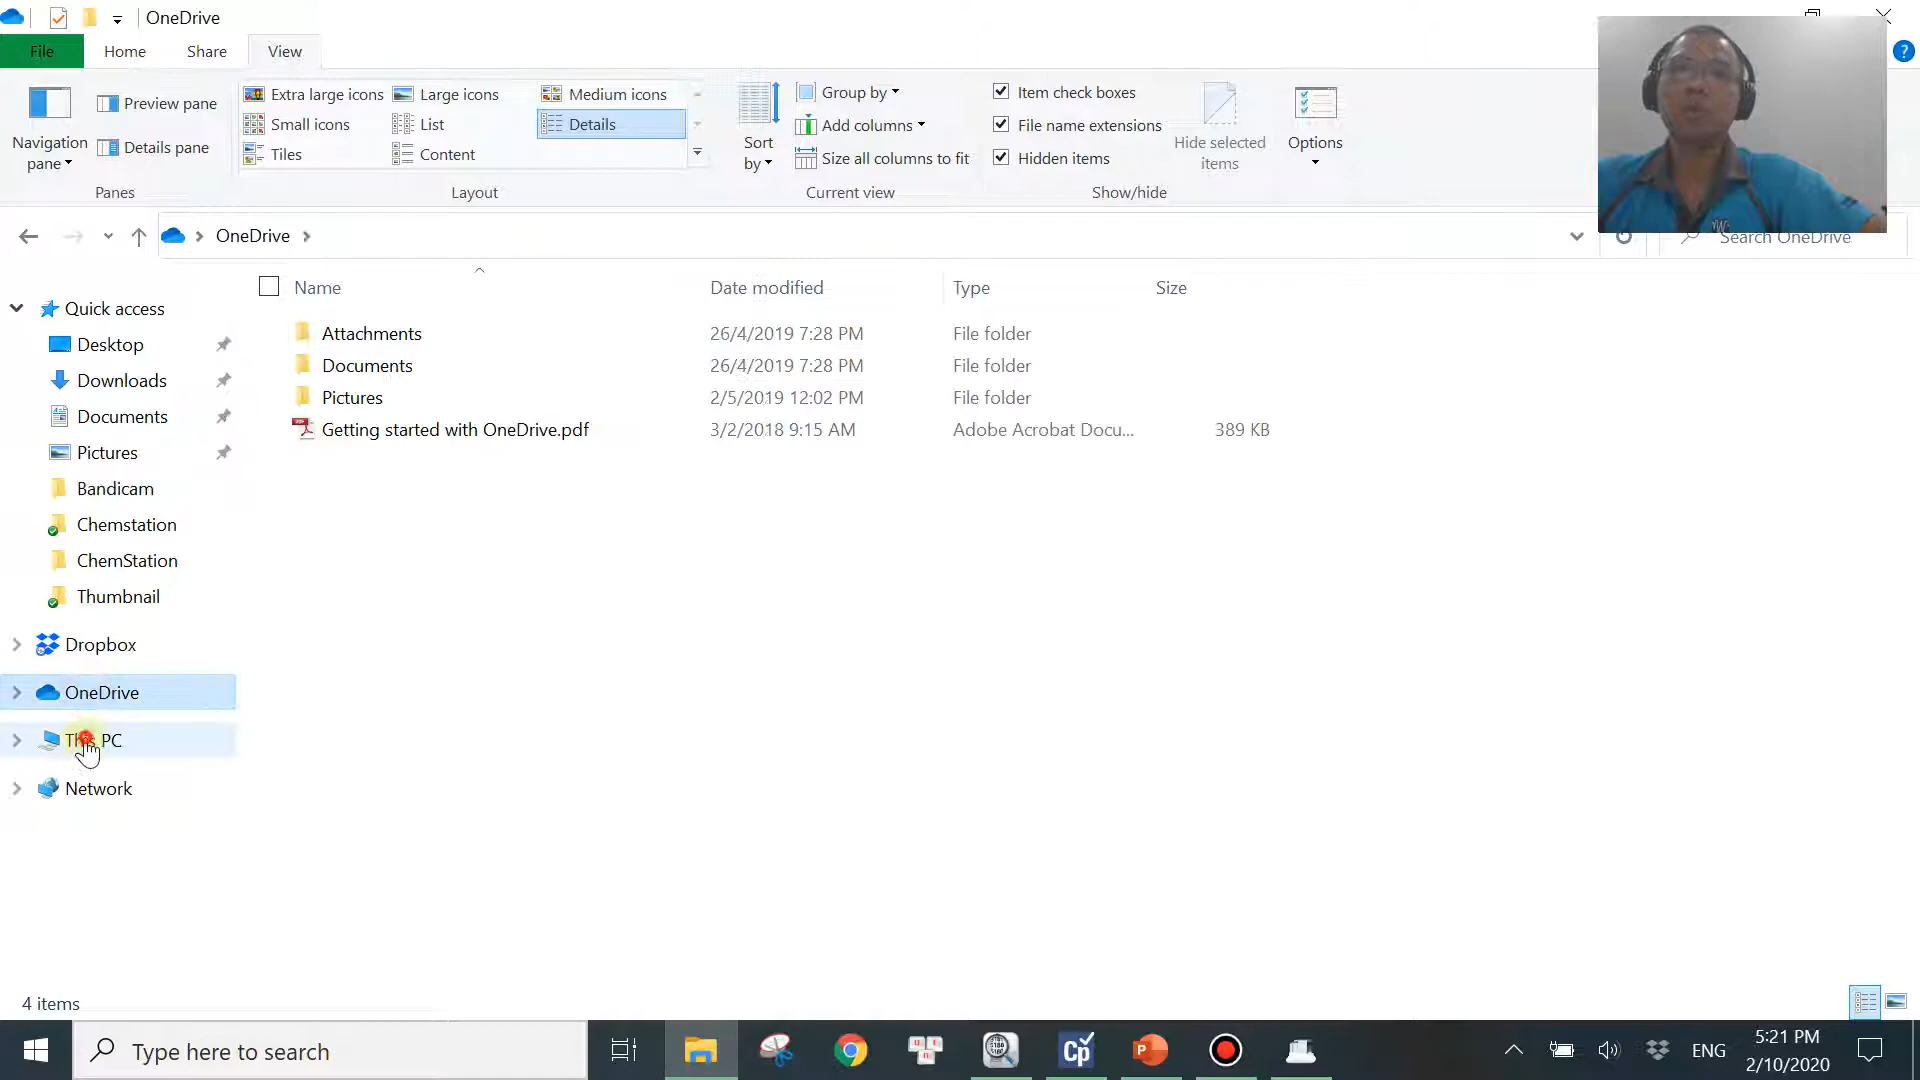 OneDrive
File Home Share View
Navigation pane
Preview pane
Details pane
Panes
Extra large icons Large icons Medium icons
Small icons List Details
Tiles Content
Layout
Sort by
Group by
Add columns
Size all columns to fit
Current view
Item check boxes
File name extensions
Hidden items
Hide selected items
Show/hide
Options
?
OneDrive
Search OneDrive
Name Date modified Type Size
Attachments 26/4/2019 7:28 PM File folder
Documents 26/4/2019 7:28 PM File folder
Pictures 2/5/2019 12:02 PM File folder
Getting started with OneDrive.pdf 3/2/2018 9:15 AM Adobe Acrobat Docu... 389 KB
Quick access
Desktop
Downloads
Documents
Pictures
Bandicam
Chemstation
ChemStation
Thumbnail
Dropbox
OneDrive
This PC
Network
4 items
Type here to search
Cp
P
ENG
5:21 PM
2/10/2020